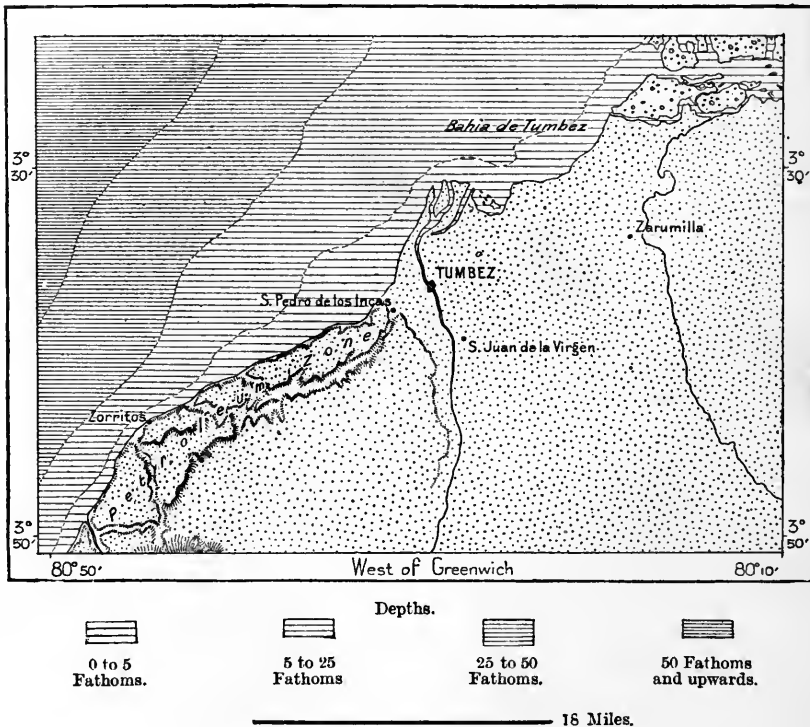 Bahia de Tumbez
3°
30'
3°
30'
Zarumilla
TUMBEZ
S. Pedro de los Incas
S. Juan de la Virgen
Zorritos
Petroleum Zone
3°
50'
3°
50'
80°50'
West of Greenwich
80°10'
Depths.
0 to 5
Fathoms.
5 to 25
Fathoms
25 to 50
Fathoms.
50 Fathoms
and upwards.
18 Miles.